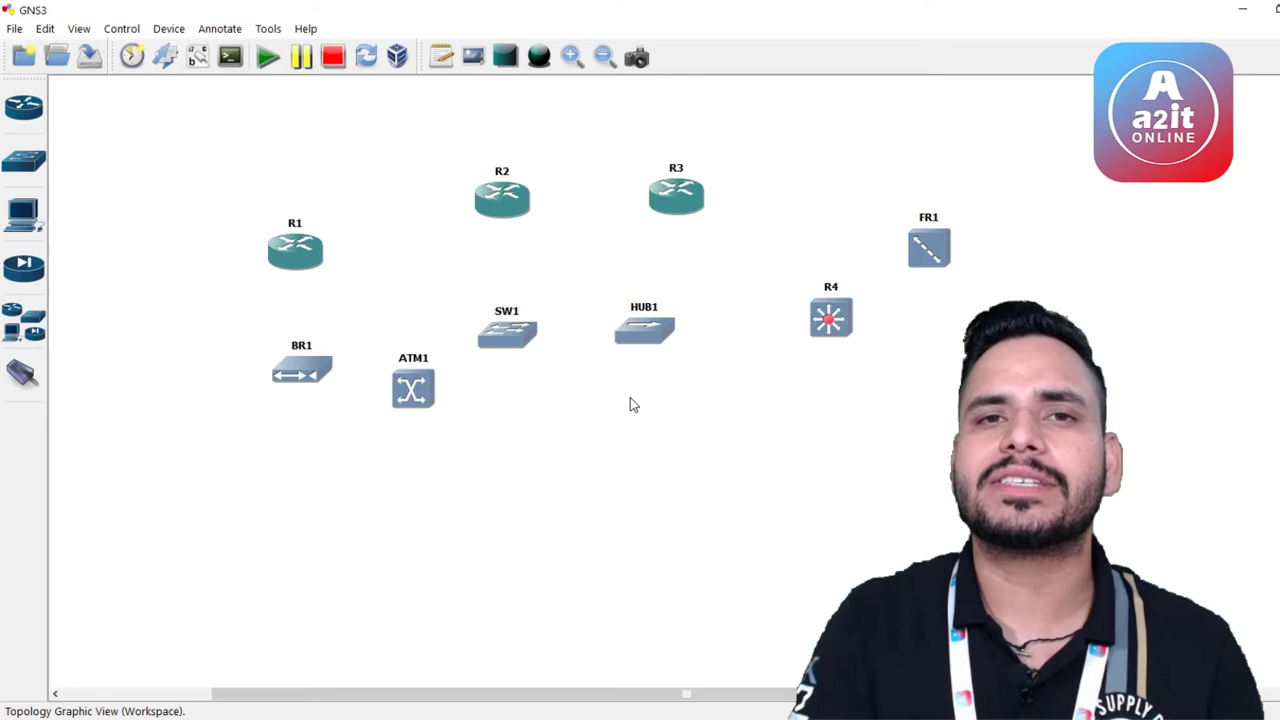 GNS3
File Edit View Control Device Annotate Tools Help
A
a2it
ONLINE
R2
R3
FR1
R1
R4
SW1
HUB1
BR1
ATM1
SUPPLY
Topology Graphic View (Workspace).